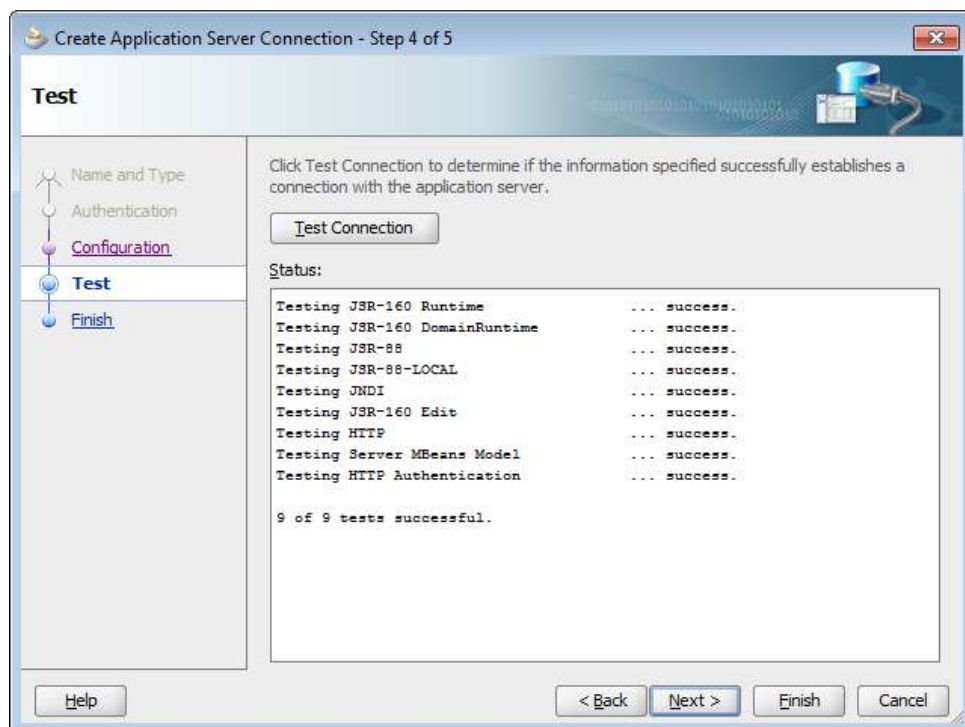 Create Application Server Connection - Step 4 of 5
Test
Name and Type
Authentication
Configuration
Test
Finish
Click Test Connection to determine if the information specified successfully establishes a
connection with the application server.
Test Connection
Status:
Testing JSR-160 Runtime ... success.
Testing JSR-160 DomainRuntime ... success.
Testing JSR-88 ... success.
Testing JSR-88-LOCAL ... success.
Testing JNDI ... success.
Testing JSR-160 Edit ... success.
Testing HTTP ... success.
Testing Server MBeans Model ... success.
Testing HTTP Authentication ... success.
9 of 9 tests successful.
Help
< Back
Next >
Finish
Cancel